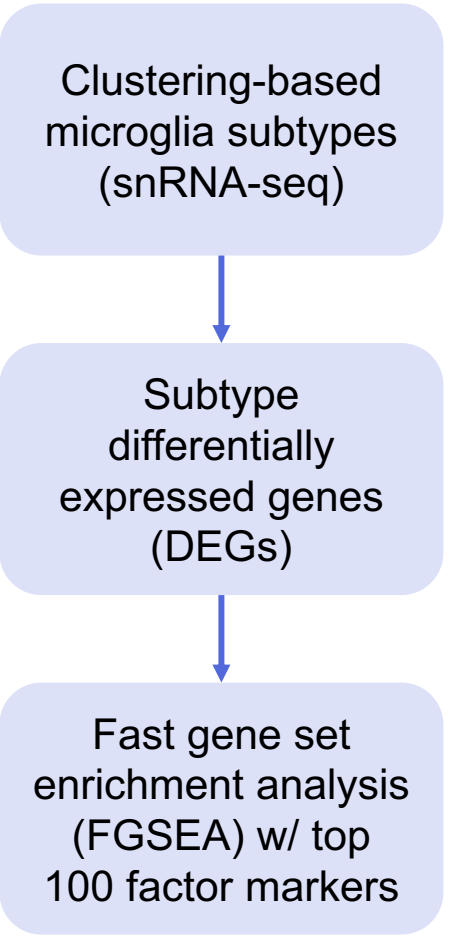 Clustering-based
microglia subtypes
(snRNA-seq)
Subtype
differentially
expressed genes
(DEGs)
Fast gene set
enrichment analysis
(FGSEA) w/ top
100 factor markers